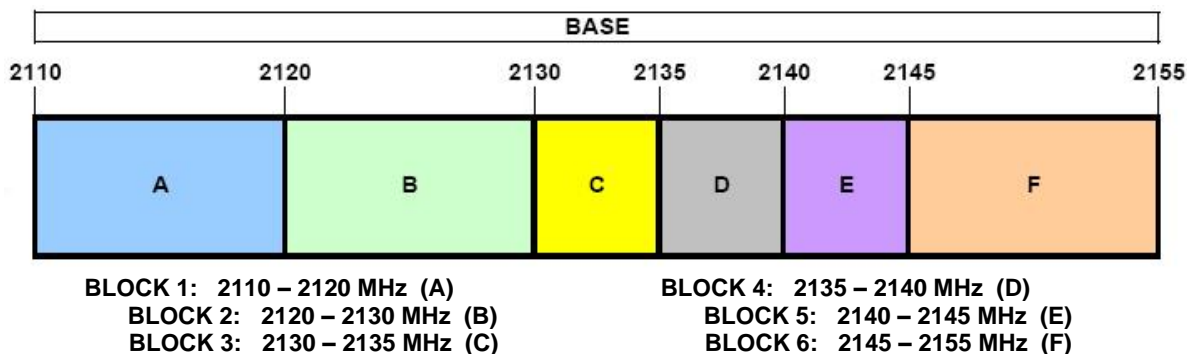 BASE
2110 2120 2130 2135 2140 2145 2155
A B C D E F
BLOCK 1: 2110 – 2120 MHz (A)
BLOCK 2: 2120 – 2130 MHz (B)
BLOCK 3: 2130 – 2135 MHz (C)
BLOCK 4: 2135 – 2140 MHz (D)
BLOCK 5: 2140 – 2145 MHz (E)
BLOCK 6: 2145 – 2155 MHz (F)